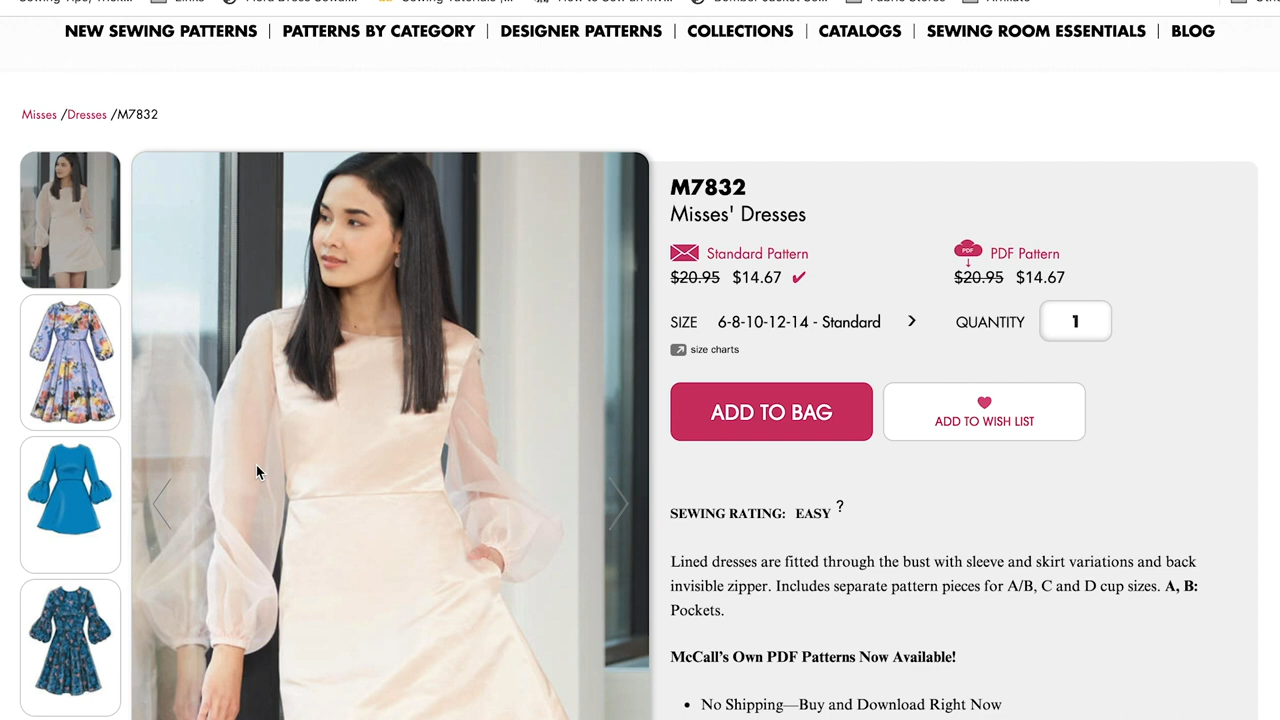 NEW SEWING PATTERNS | PATTERNS BY CATEGORY | DESIGNER PATTERNS | COLLECTIONS | CATALOGS | SEWING ROOM ESSENTIALS | BLOG
Misses /Dresses /M7832
M7832
Misses' Dresses
Standard Pattern
$20.95 $14.67 ✔
PDF
PDF Pattern
$20.95 $14.67
SIZE 6-8-10-12-14 - Standard >
QUANTITY 1
size charts
ADD TO BAG
ADD TO WISH LIST
SEWING RATING: EASY ?
Lined dresses are fitted through the bust with sleeve and skirt variations and back
invisible zipper. Includes separate pattern pieces for A/B, C and D cup sizes. A, B:
Pockets.
McCall's Own PDF Patterns Now Available!
• No Shipping—Buy and Download Right Now